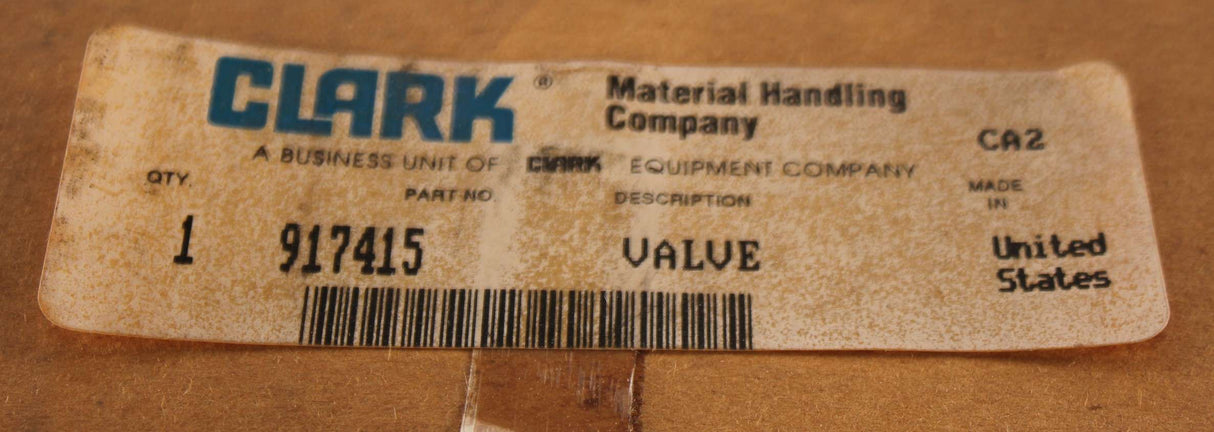 CLARK® Material Handling Company
CA2
A BUSINESS UNIT OF CLARK EQUIPMENT COMPANY
QTY. PART NO. DESCRIPTION MADE IN
1 917415 VALVE United States